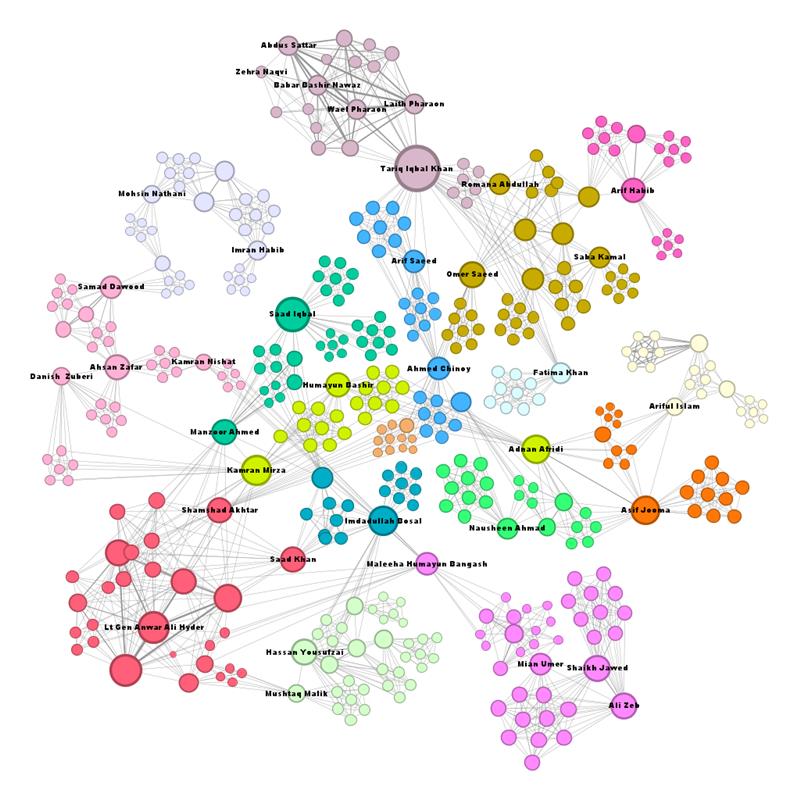 Abdus Sattar
Zehra Naqvi
Babar Bashir Nawaz
Wael Pharaon
Laith Pharaon
Tariq Iqbal Khan
Romana Abdullah
Arif Habib
Mohsin Nathani
Imran Habib
Arif Saeed
Saba Kamal
Omer Saeed
Samad Dawood
Saad Iqbal
Ahsan Zafar
Kamran Nishat
Danish Zuberi
Humayun Bashir
Ahmed Chinoy
Fatima Khan
Ariful Islam
Manzoor Ahmed
Kamran Mirza
Adnan Afridi
Shamshad Akhtar
Imdadullah Bosal
Nausheen Ahmad
Asif Jooma
Saad Khan
Maleeha Humayun Bangash
Lt Gen Anwar Ali Hyder
Hassan Yousufzai
Mian Umer
Shaikh Jawed
Mushtaq Malik
Ali Zeb